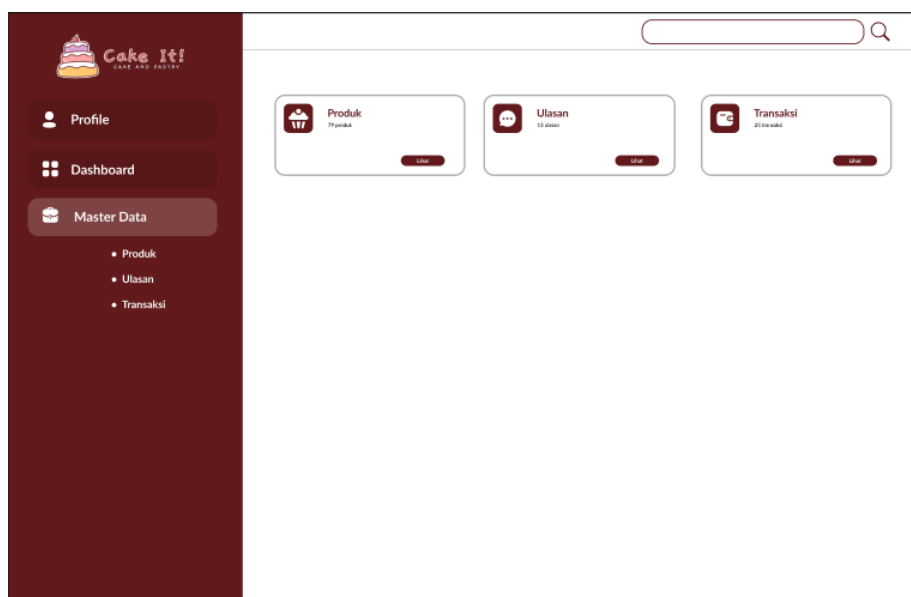 Cake It!
CAKE AND PASTRY
Profile
Dashboard
Master Data
• Produk
• Ulasan
• Transaksi
Produk
79 produk
Lihat
Ulasan
13 ulasan
Lihat
Transaksi
25 transaksi
Lihat